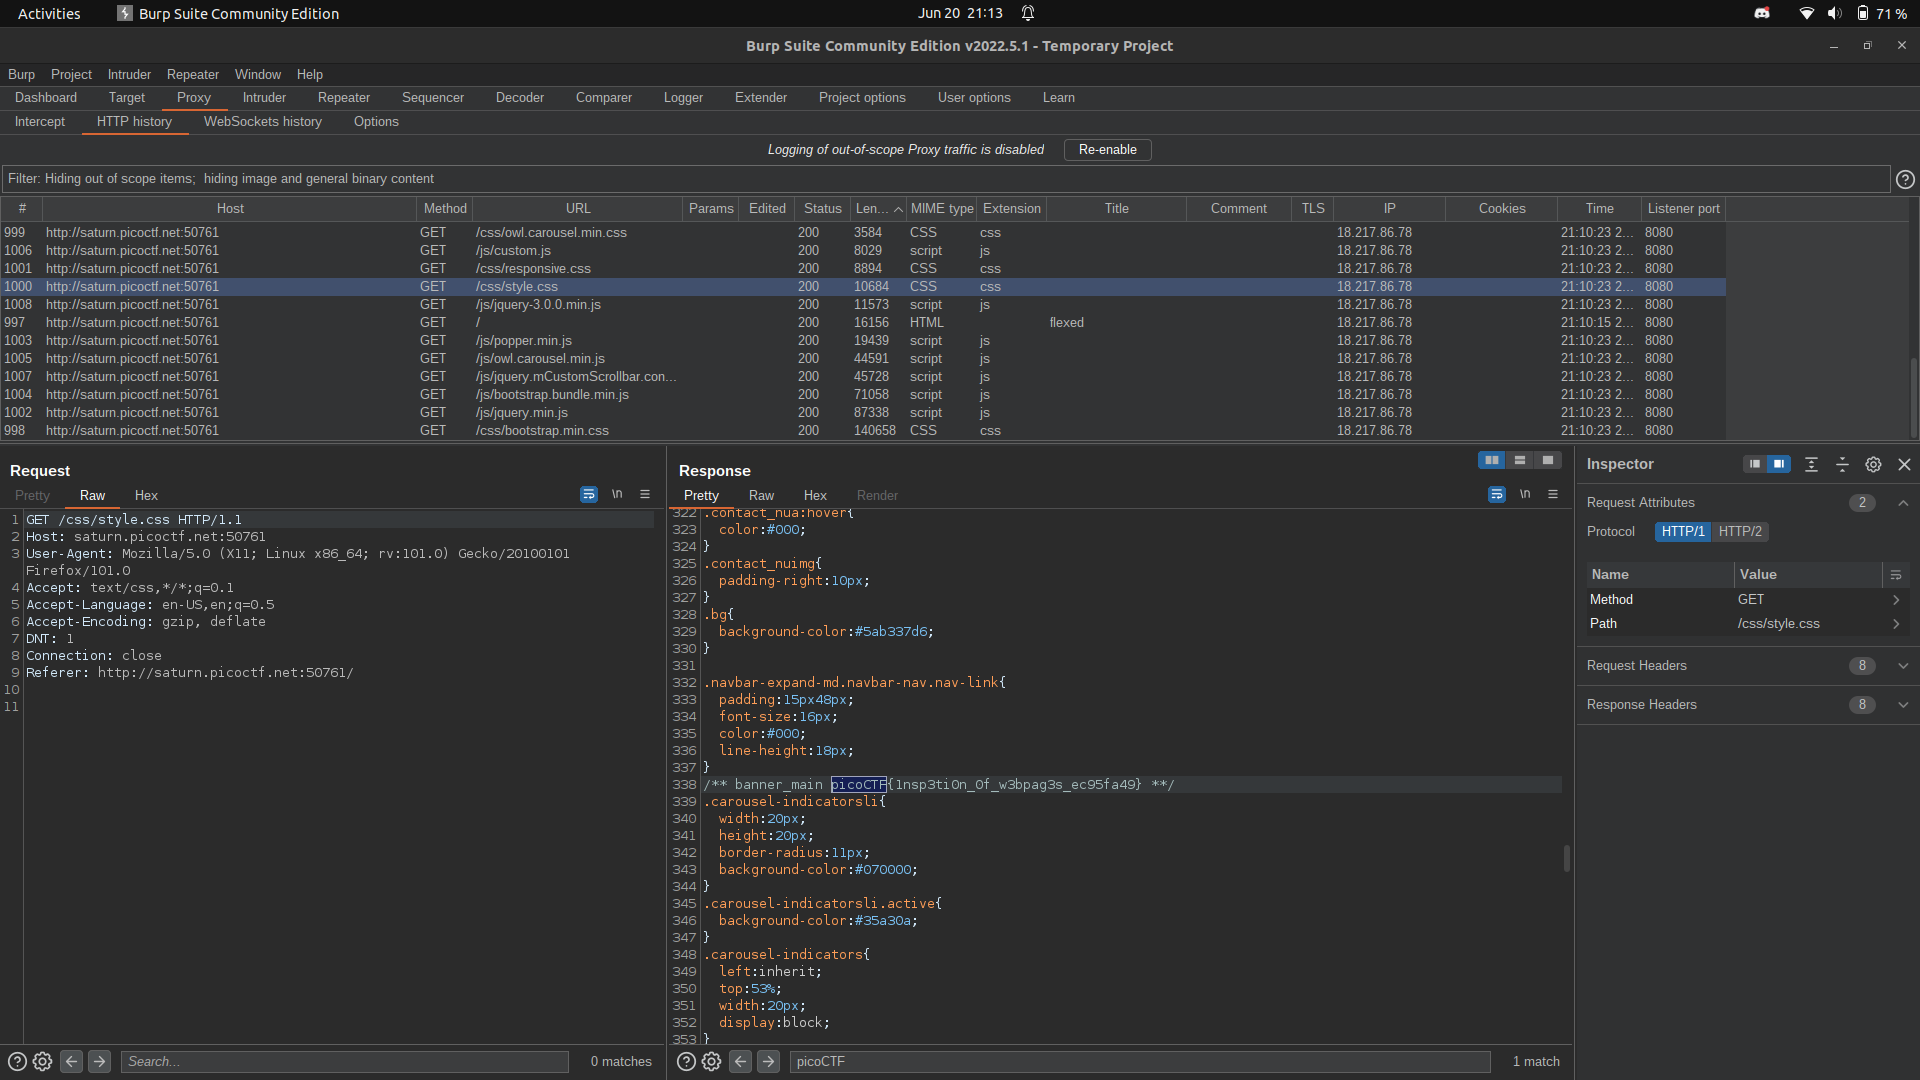 Activities Burp Suite Community Edition Jun 20 21:13 71 %
Burp Suite Community Edition v2022.5.1 - Temporary Project
Burp Project Intruder Repeater Window Help
Dashboard Target Proxy Intruder Repeater Sequencer Decoder Comparer Logger Extender Project options User options Learn
Intercept HTTP history WebSockets history Options
Logging of out-of-scope Proxy traffic is disabled Re-enable
Filter: Hiding out of scope items; hiding image and general binary content
# Host Method URL Params Edited Status Len... MIME type Extension Title Comment TLS IP Cookies Time Listener port
999 http://saturn.picoctf.net:50761 GET /css/owl.carousel.min.css 200 3584 CSS css 18.217.86.78 21:10:23 2... 8080
1006 http://saturn.picoctf.net:50761 GET /js/custom.js 200 8029 script js 18.217.86.78 21:10:23 2... 8080
1001 http://saturn.picoctf.net:50761 GET /css/responsive.css 200 8894 CSS css 18.217.86.78 21:10:23 2... 8080
1000 http://saturn.picoctf.net:50761 GET /css/style.css 200 10684 CSS css 18.217.86.78 21:10:23 2... 8080
1008 http://saturn.picoctf.net:50761 GET /js/jquery-3.0.0.min.js 200 11573 script js 18.217.86.78 21:10:23 2... 8080
997 http://saturn.picoctf.net:50761 GET / 200 16156 HTML flexed 18.217.86.78 21:10:15 2... 8080
1003 http://saturn.picoctf.net:50761 GET /js/popper.min.js 200 19439 script js 18.217.86.78 21:10:23 2... 8080
1005 http://saturn.picoctf.net:50761 GET /js/owl.carousel.min.js 200 44591 script js 18.217.86.78 21:10:23 2... 8080
1007 http://saturn.picoctf.net:50761 GET /js/jquery.mCustomScrollbar.con... 200 45728 script js 18.217.86.78 21:10:23 2... 8080
1004 http://saturn.picoctf.net:50761 GET /js/bootstrap.bundle.min.js 200 71058 script js 18.217.86.78 21:10:23 2... 8080
1002 http://saturn.picoctf.net:50761 GET /js/jquery.min.js 200 87338 script js 18.217.86.78 21:10:23 2... 8080
998 http://saturn.picoctf.net:50761 GET /css/bootstrap.min.css 200 140658 CSS css 18.217.86.78 21:10:23 2... 8080
Request
Pretty Raw Hex \n
1 GET /css/style.css HTTP/1.1
2 Host: saturn.picoctf.net:50761
3 User-Agent: Mozilla/5.0 (X11; Linux x86_64; rv:101.0) Gecko/20100101
Firefox/101.0
4 Accept: text/css,*/*;q=0.1
5 Accept-Language: en-US,en;q=0.5
6 Accept-Encoding: gzip, deflate
7 DNT: 1
8 Connection: close
9 Referer: http://saturn.picoctf.net:50761/
10
11
Search... 0 matches
Response
Pretty Raw Hex Render \n
322 .contact_nua:hover{
323 color:#000;
324 }
325 .contact_nuimg{
326 padding-right:10px;
327 }
328 .bg{
329 background-color:#5ab337d6;
330 }
331
332 .navbar-expand-md.navbar-nav.nav-link{
333 padding:15px48px;
334 font-size:16px;
335 color:#000;
336 line-height:18px;
337 }
338 /** banner_main picoCTF{1nsp3ti0n_0f_w3bpag3s_ec95fa49} **/
339 .carousel-indicatorsli{
340 width:20px;
341 height:20px;
342 border-radius:11px;
343 background-color:#070000;
344 }
345 .carousel-indicatorsli.active{
346 background-color:#35a30a;
347 }
348 .carousel-indicators{
349 left:inherit;
350 top:53%;
351 width:20px;
352 display:block;
353 }
picoCTF 1 match
Inspector
Request Attributes 2
Protocol HTTP/1 HTTP/2
Name Value
Method GET
Path /css/style.css
Request Headers 8
Response Headers 8